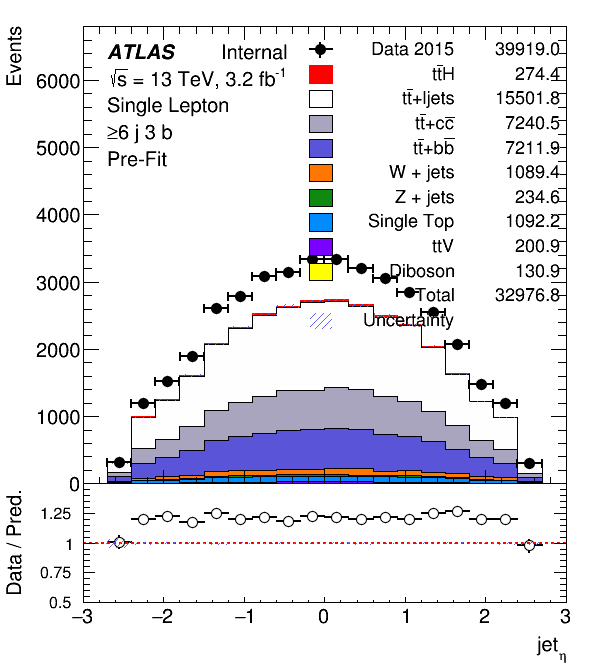 Events
ATLAS Internal
√s = 13 TeV, 3.2 fb⁻¹
Single Lepton
≥6 j 3 b
Pre-Fit
Data 2015 39919.0
tt̄H 274.4
tt̄+ljets 15501.8
tt̄+cc̄ 7240.5
tt̄+bb̄ 7211.9
W + jets 1089.4
Z + jets 234.6
Single Top 1092.2
ttV 200.9
Diboson 130.9
Total 32976.8
Uncertainty
6000
5000
4000
3000
2000
1000
0
Data / Pred.
1.25
1
0.75
0.5
−3 −2 −1 0 1 2 3
jet_η